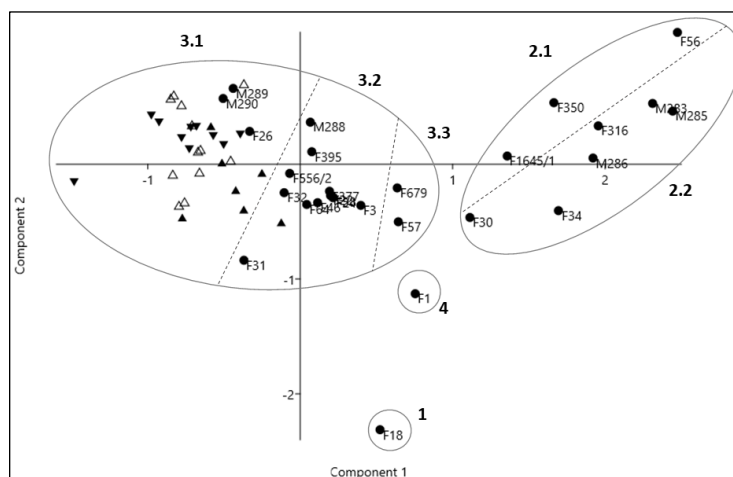 3.1
2.1
F56
M289
M290
3.2
F350
M283
M285
F26
M288
3.3
F316
F395
F1645/1
M286
-1
1
2
F556/2
F32
F679
F64
F46
F3
F57
F30
F34
2.2
F31
-1
F1
4
-2
1
F18
Component 1
Component 2